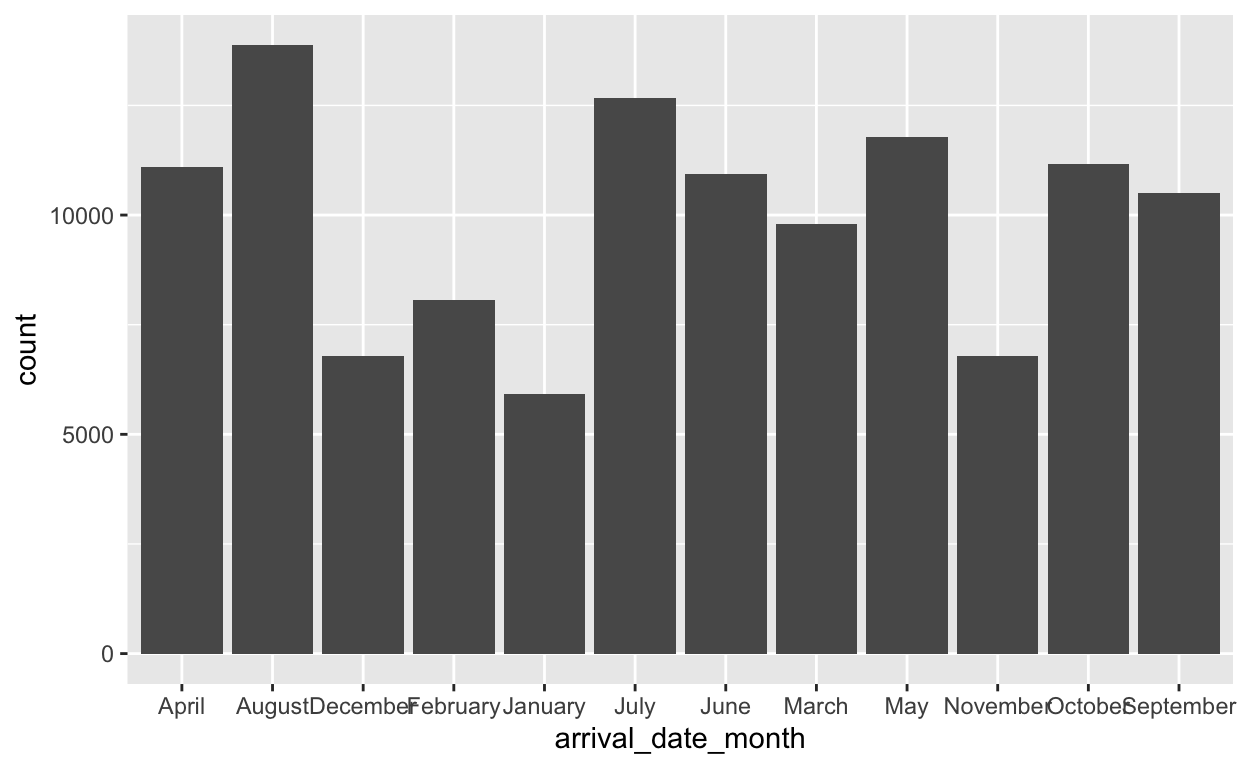 10000
5000
0
count
April August December February January July June March May November October September
arrival_date_month